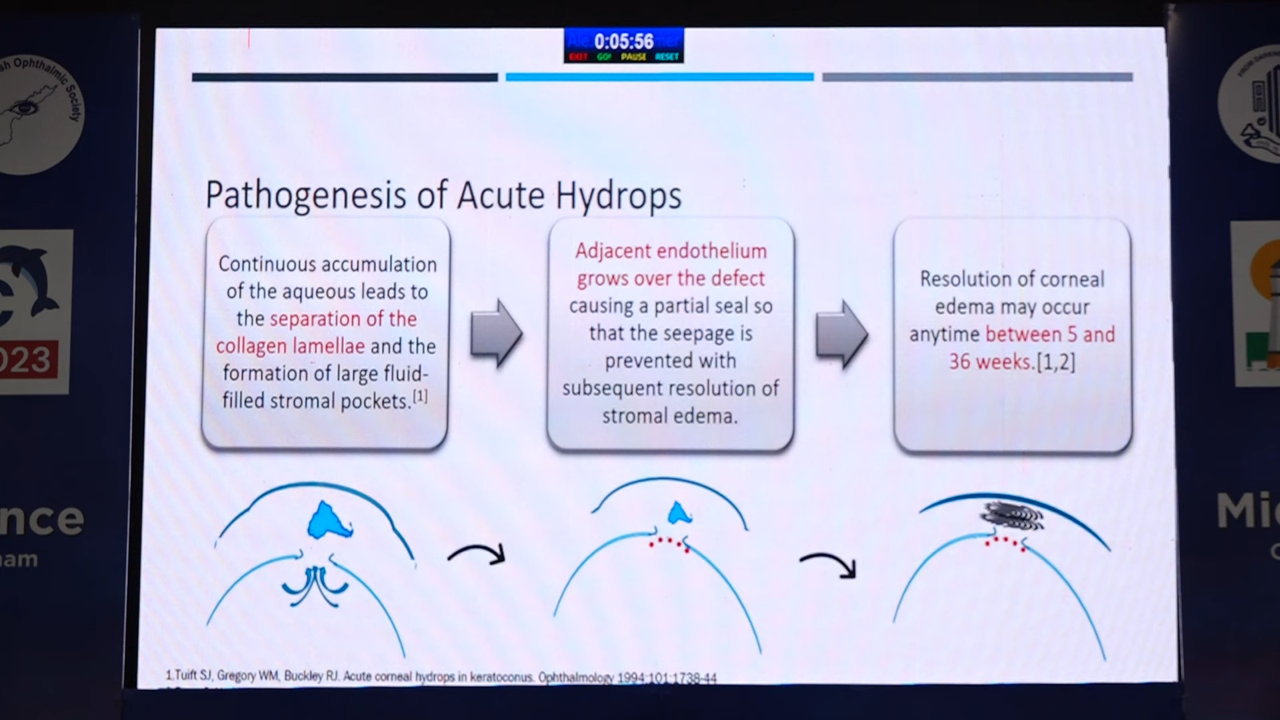 0:05:56
EXIT GO! PAUSE RESET
sh Ophthalmic Society
2023
nce
am
Mi
Pathogenesis of Acute Hydrops
Continuous accumulation
of the aqueous leads to
the separation of the
collagen lamellae and the
formation of large fluid-
filled stromal pockets.[1]
Adjacent endothelium
grows over the defect
causing a partial seal so
that the seepage is
prevented with
subsequent resolution of
stromal edema.
Resolution of corneal
edema may occur
anytime between 5 and
36 weeks.[1,2]
1.Tuift SJ, Gregory WM, Buckley RJ. Acute corneal hydrops in keratoconus. Ophthalmology 1994;101:1738-44